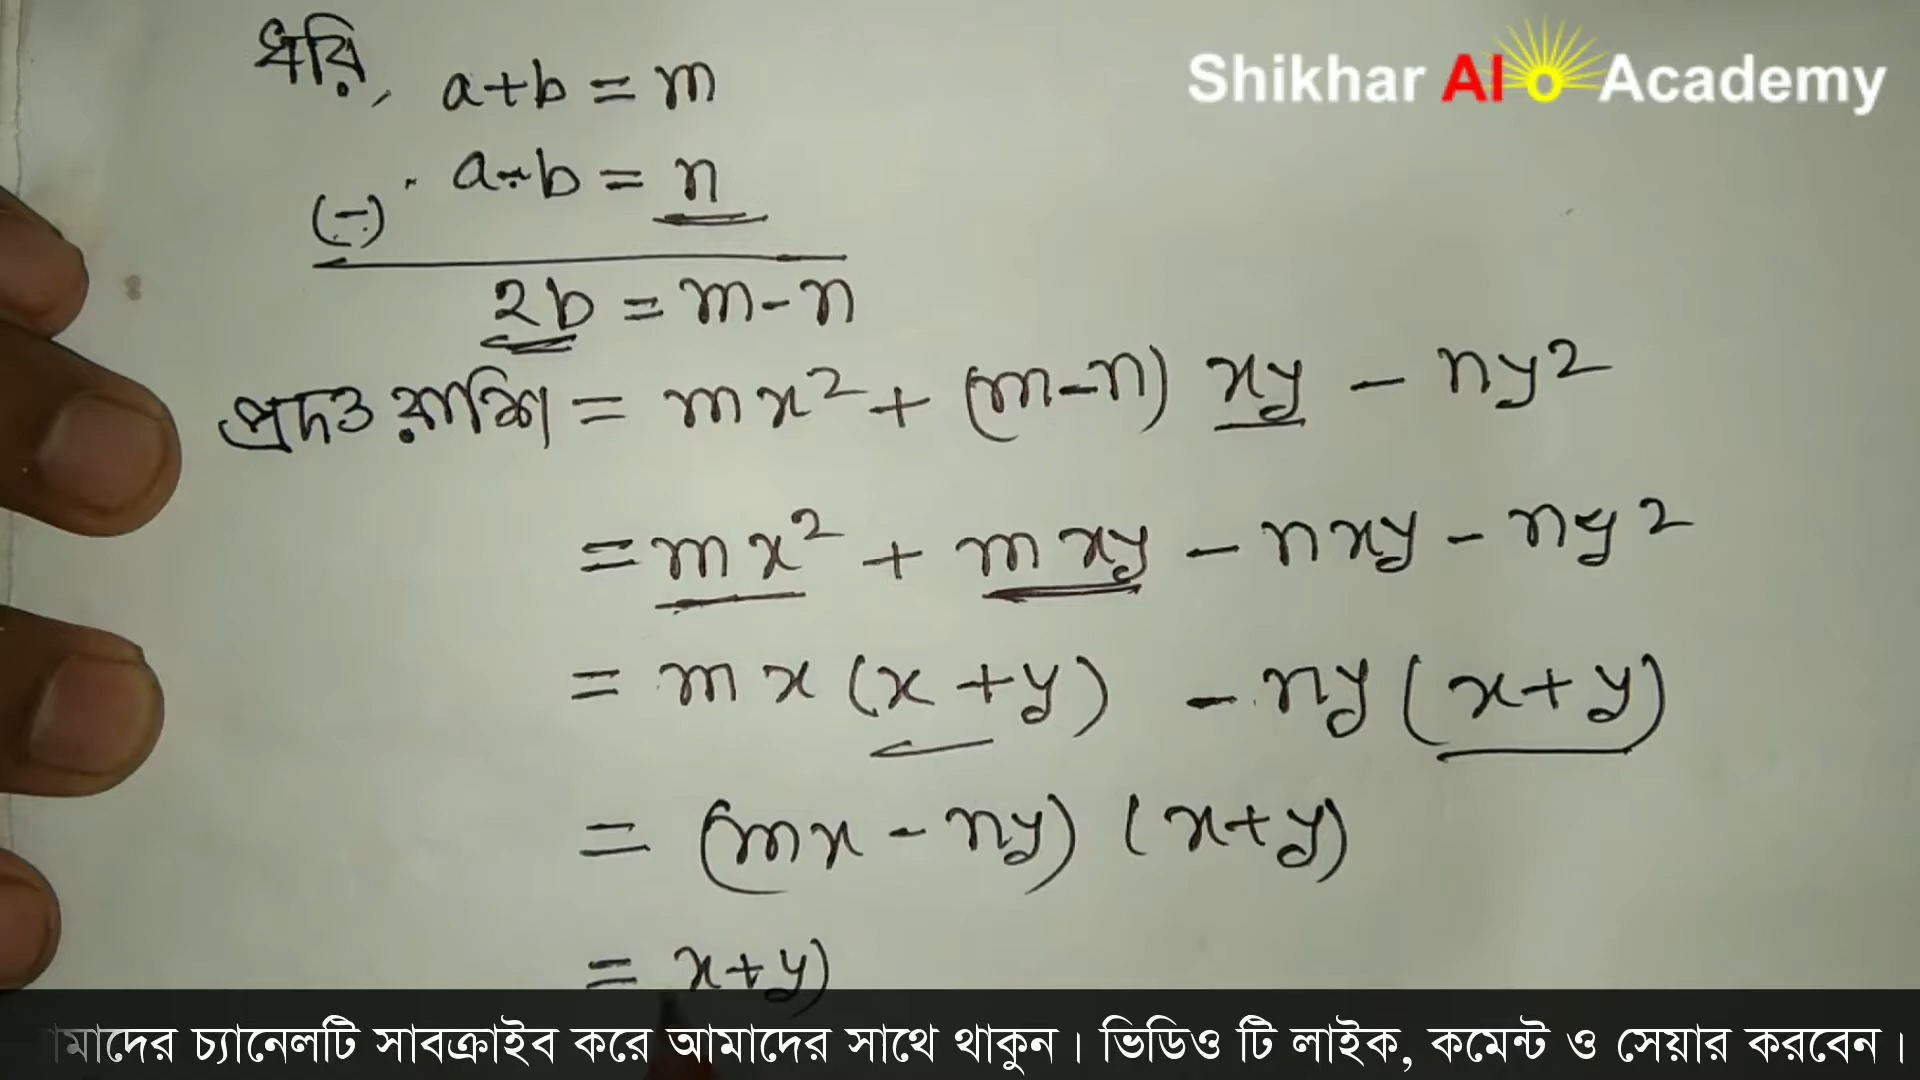 Shikhar Alo Academy
ধরি, a+b = m
a-b = n
(-)
2b = m-n
প্রদত্ত রাশি = mx² + (m-n) xy - ny²
= mx² + mxy - nxy - ny²
= mx (x+y) - ny (x+y)
= (mx - ny) (x+y)
= x+y)
মাদের চ্যানেলটি সাবক্রাইব করে আমাদের সাথে থাকুন। ভিডিও টি লাইক, কমেন্ট ও সেয়ার করবেন।